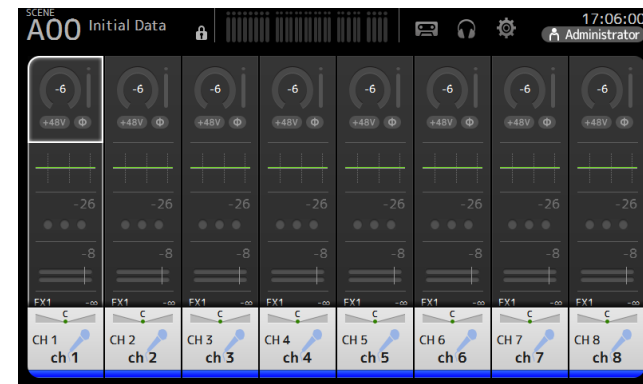 SCENE
A00 Initial Data
17:06:00
Administrator
-6 -6 -6 -6 -6 -6 -6 -6
+48V Φ +48V Φ +48V Φ +48V Φ +48V Φ +48V Φ +48V Φ +48V Φ
-26 -26 -26 -26 -26 -26 -26 -26
-8 -8 -8 -8 -8 -8 -8 -8
FX1 -∞ FX1 -∞ FX1 -∞ FX1 -∞ FX1 -∞ FX1 -∞ FX1 -∞ FX1 -∞
C C C C C C C C
CH 1 CH 2 CH 3 CH 4 CH 5 CH 6 CH 7 CH 8
ch 1 ch 2 ch 3 ch 4 ch 5 ch 6 ch 7 ch 8